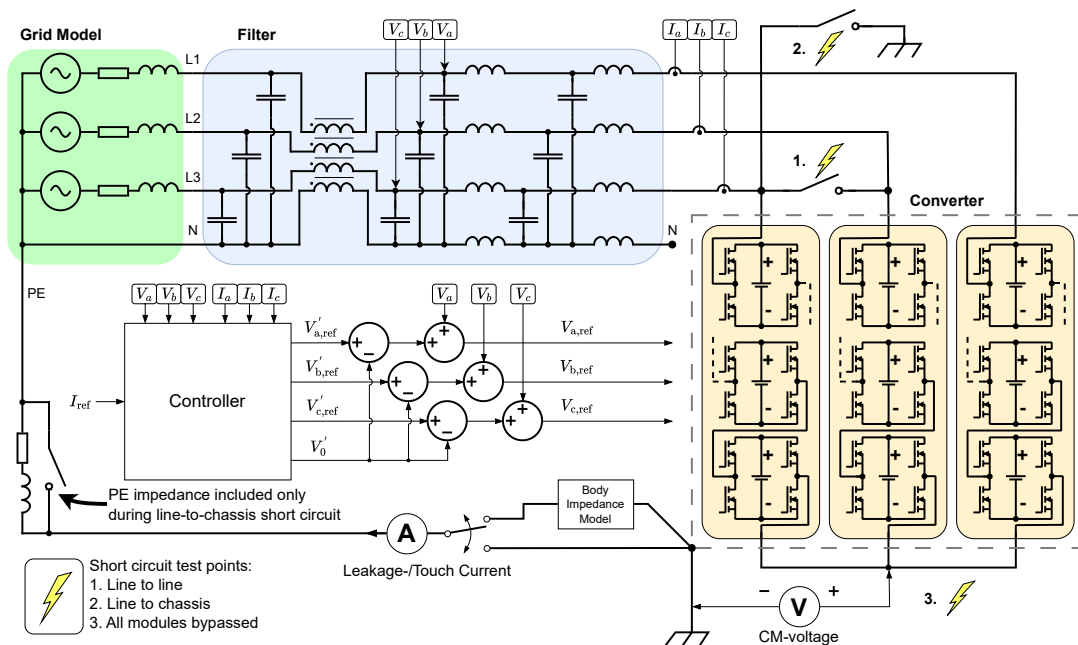 Grid Model
Filter
V_c V_b V_a
I_a I_b I_c
2.
L1
L2
1.
L3
Converter
N
N
PE
V_a V_b V_c I_a I_b I_c
V_a V_b V_c
V'_a,ref
V_a,ref
V'_b,ref
V_b,ref
I_ref
Controller
V'_c,ref
V_c,ref
V'_0
PE impedance included only
during line-to-chassis short circuit
Body
Impedance
Model
A
Leakage-/Touch Current
Short circuit test points:
1. Line to line
2. Line to chassis
3. All modules bypassed
3.
− V +
CM-voltage